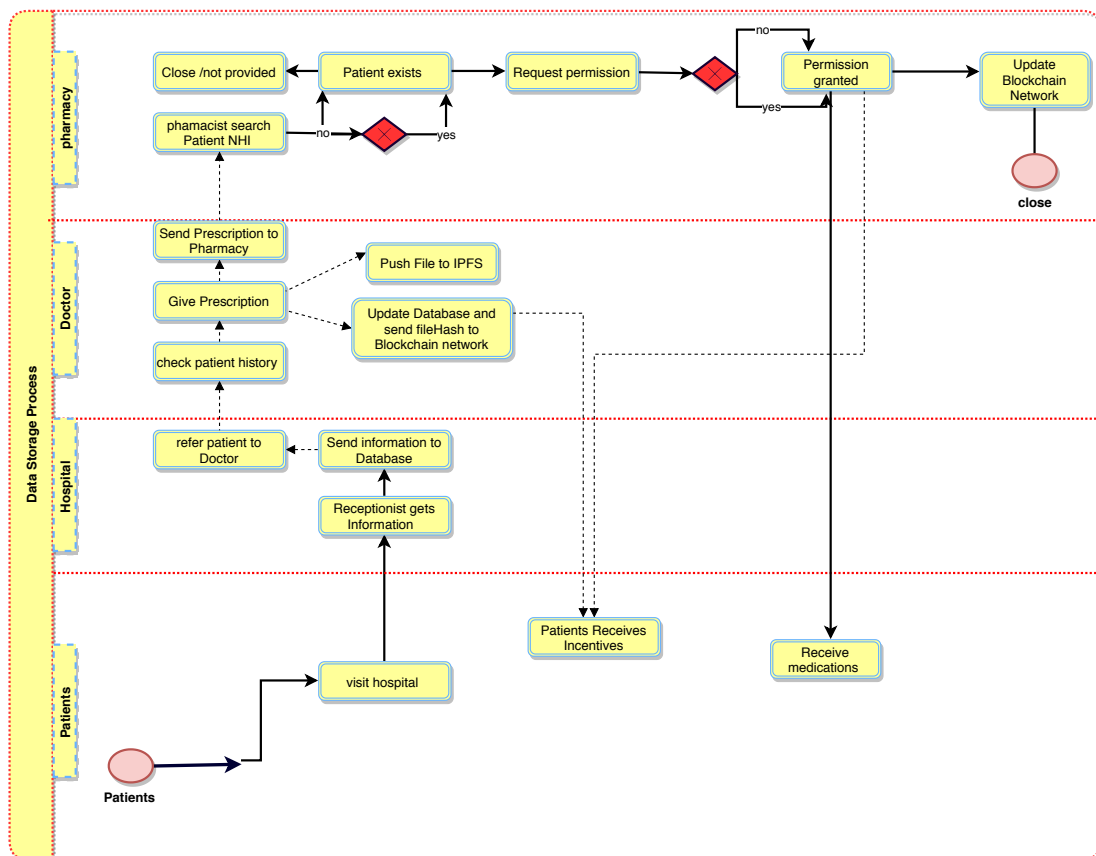 Data Storage Process
pharmacy
Close /not provided
Patient exists
Request permission
no
yes
Permission
granted
Update
Blockchain
Network
phamacist search
Patient NHI
no
yes
close
Doctor
Send Prescription to
Pharmacy
Push File to IPFS
Give Prescription
Update Database and
send fileHash to
Blockchain network
check patient history
Hospital
refer patient to
Doctor
Send information to
Database
Receptionist gets
Information
Patients
Patients Receives
Incentives
Receive
medications
visit hospital
Patients